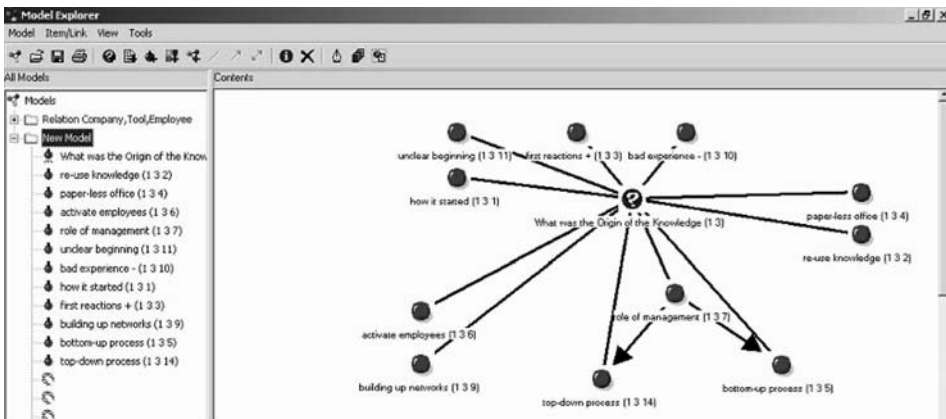 Model Explorer
Model Item/Link View Tools
All Models
Contents
Models
Relation Company,Tool,Employee
New Model
What was the Origin of the Know
re-use knowledge (1 3 2)
paper-less office (1 3 4)
activate employees (1 3 6)
role of management (1 3 7)
unclear beginning (1 3 11)
bad experience - (1 3 10)
how it started (1 3 1)
first reactions + (1 3 3)
building up networks (1 3 9)
bottom-up process (1 3 5)
top-down process (1 3 14)
unclear beginning (1 3 11)
first reactions + (1 3 3)
bad experience - (1 3 10)
how it started (1 3 1)
What was the Origin of the Knowledge (1 3)
paper-less office (1 3 4)
re-use knowledge (1 3 2)
role of management (1 3 7)
activate employees (1 3 6)
building up networks (1 3 9)
top-down process (1 3 14)
bottom-up process (1 3 5)